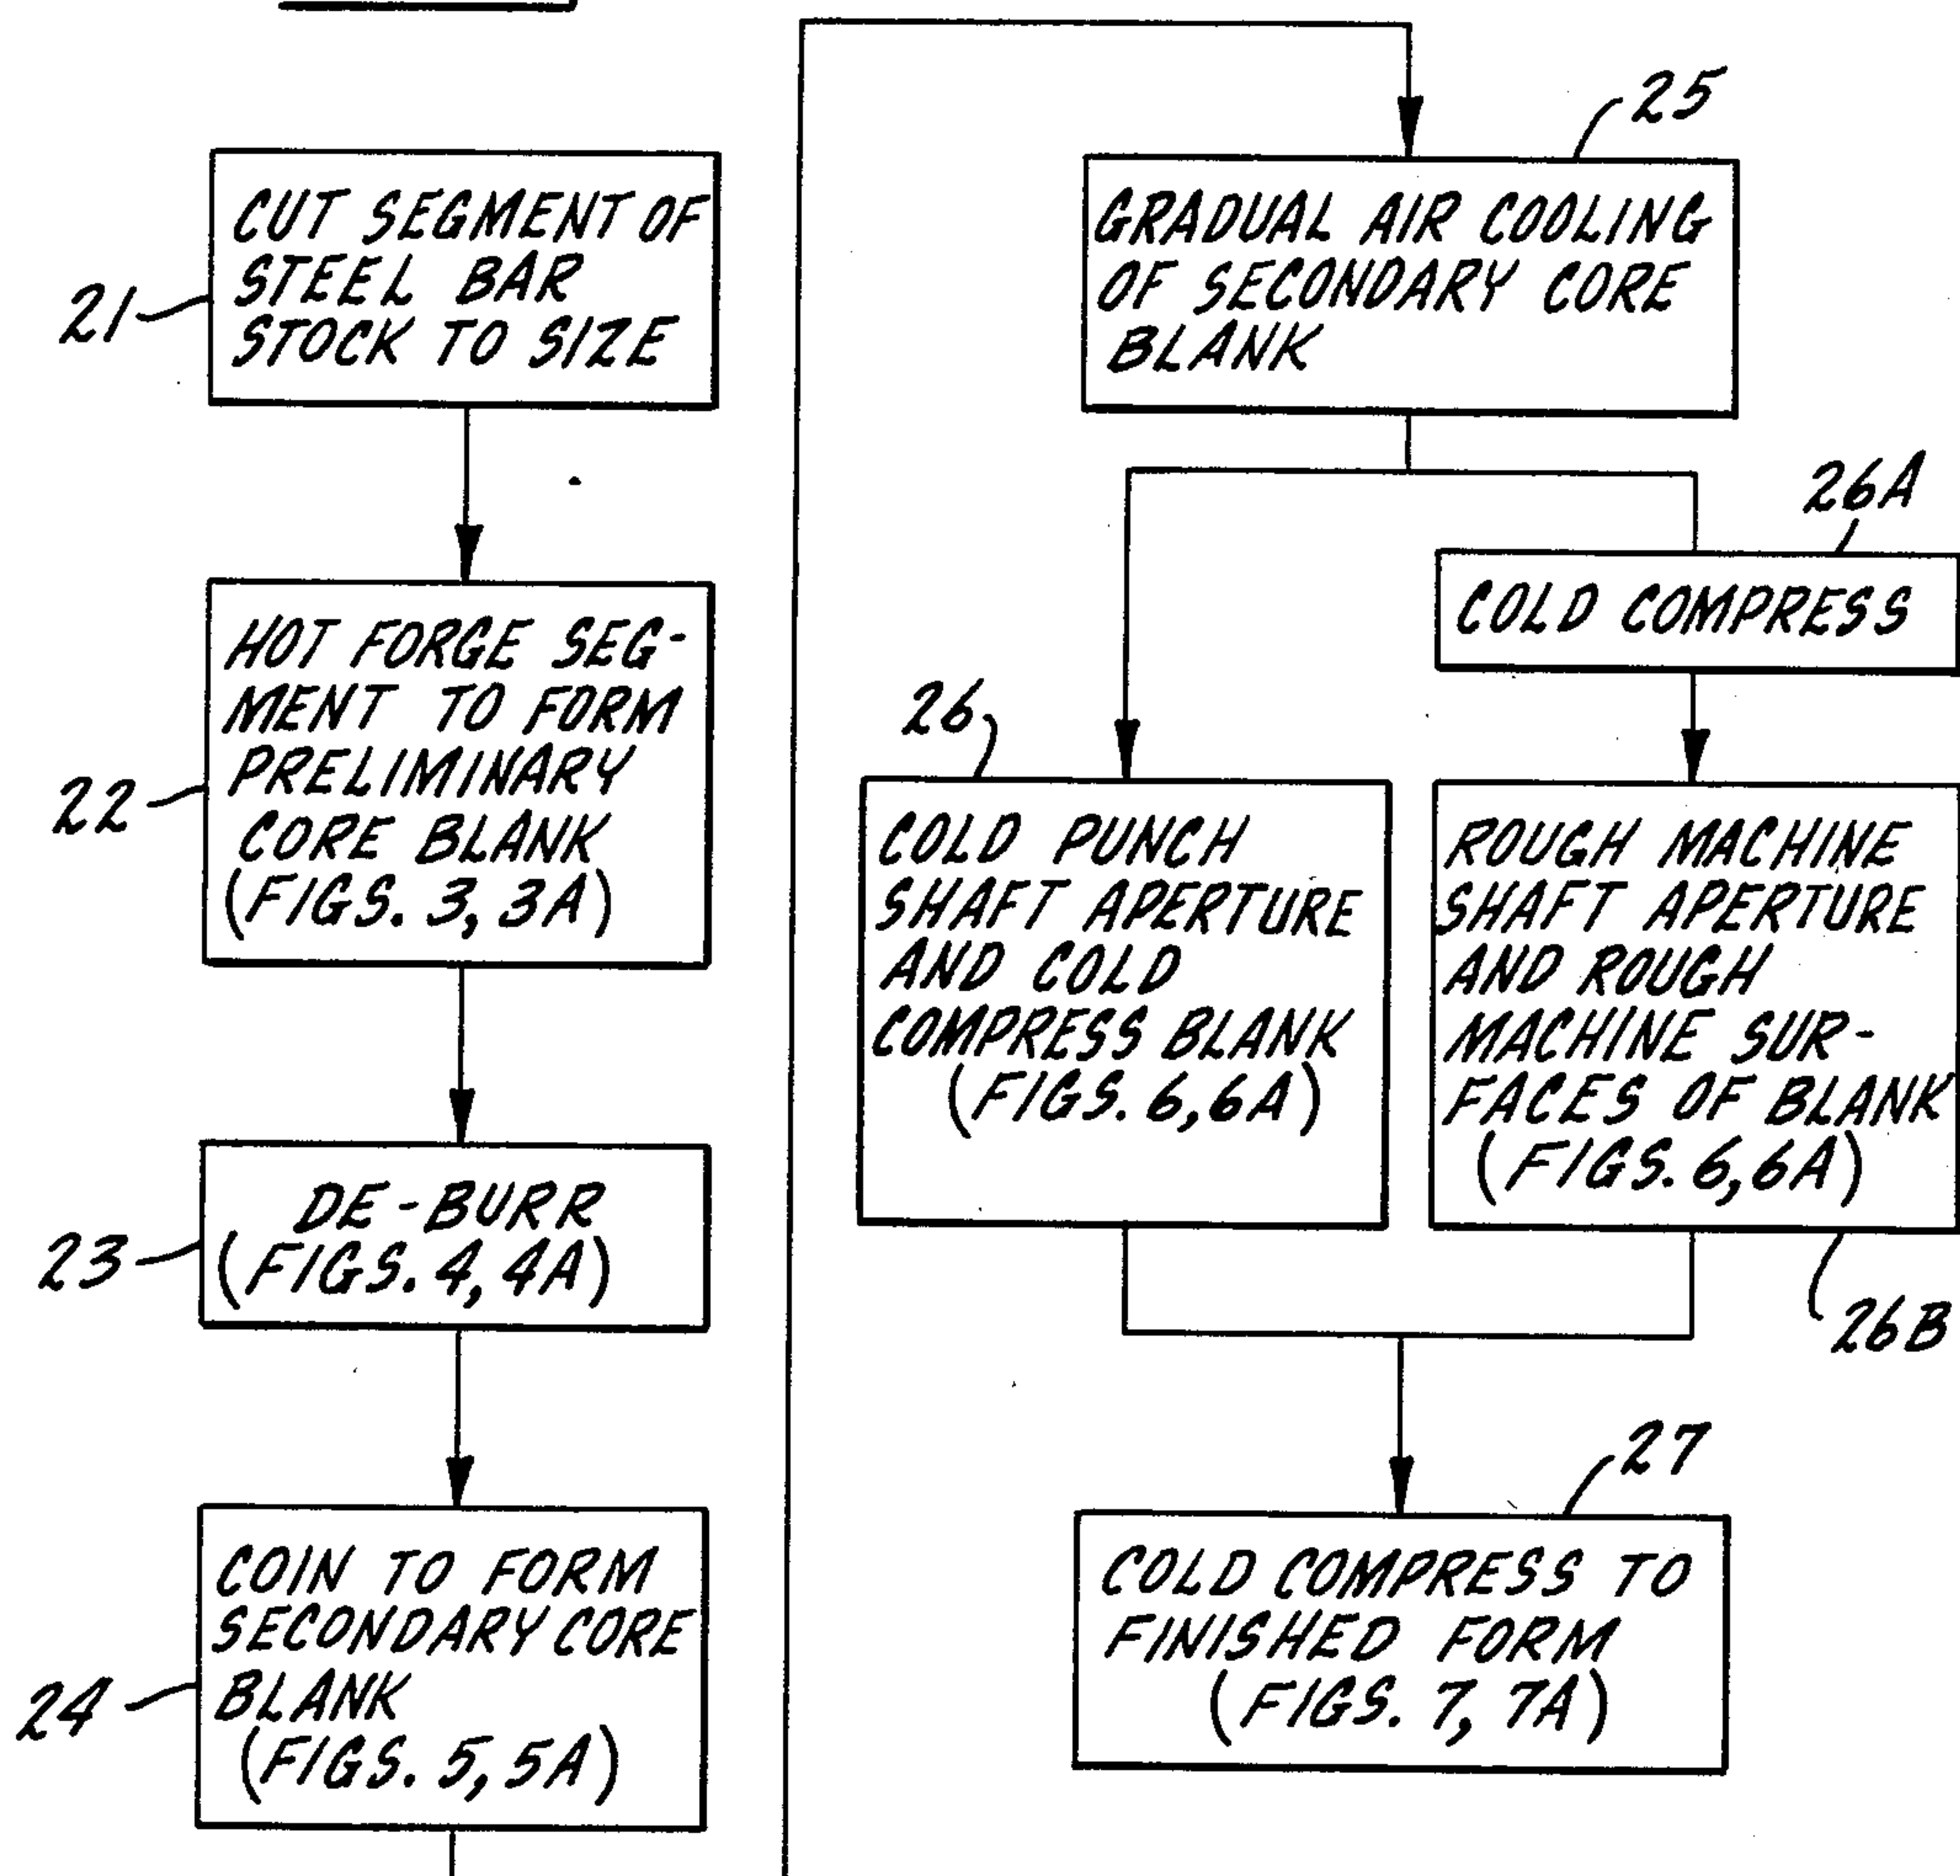 21
CUT SEGMENT OF
STEEL BAR
STOCK TO SIZE
22
HOT FORGE SEG-
MENT TO FORM
PRELIMINARY
CORE BLANK
(FIGS. 3, 3A)
23
DE-BURR
(FIGS. 4, 4A)
24
COIN TO FORM
SECONDARY CORE
BLANK
(FIGS. 5, 5A)
25
GRADUAL AIR COOLING
OF SECONDARY CORE
BLANK
26A
COLD COMPRESS
26
COLD PUNCH
SHAFT APERTURE
AND COLD
COMPRESS BLANK
(FIGS. 6, 6A)
ROUGH MACHINE
SHAFT APERTURE
AND ROUGH
MACHINE SUR-
FACES OF BLANK
(FIGS. 6, 6A)
26B
27
COLD COMPRESS TO
FINISHED FORM
(FIGS. 7, 7A)